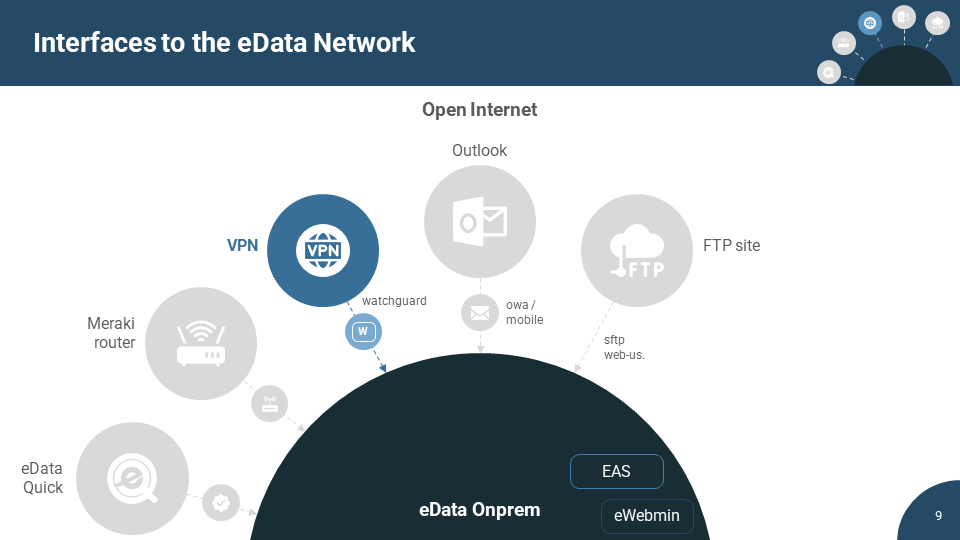 Interfaces to the eData Network
Open Internet
Outlook
VPN
VPN
FTP site
FTP
watchguard
W
owa /
mobile
Meraki
router
sftp
web-us.
eData
Quick
EAS
eData Onprem
eWebmin
9